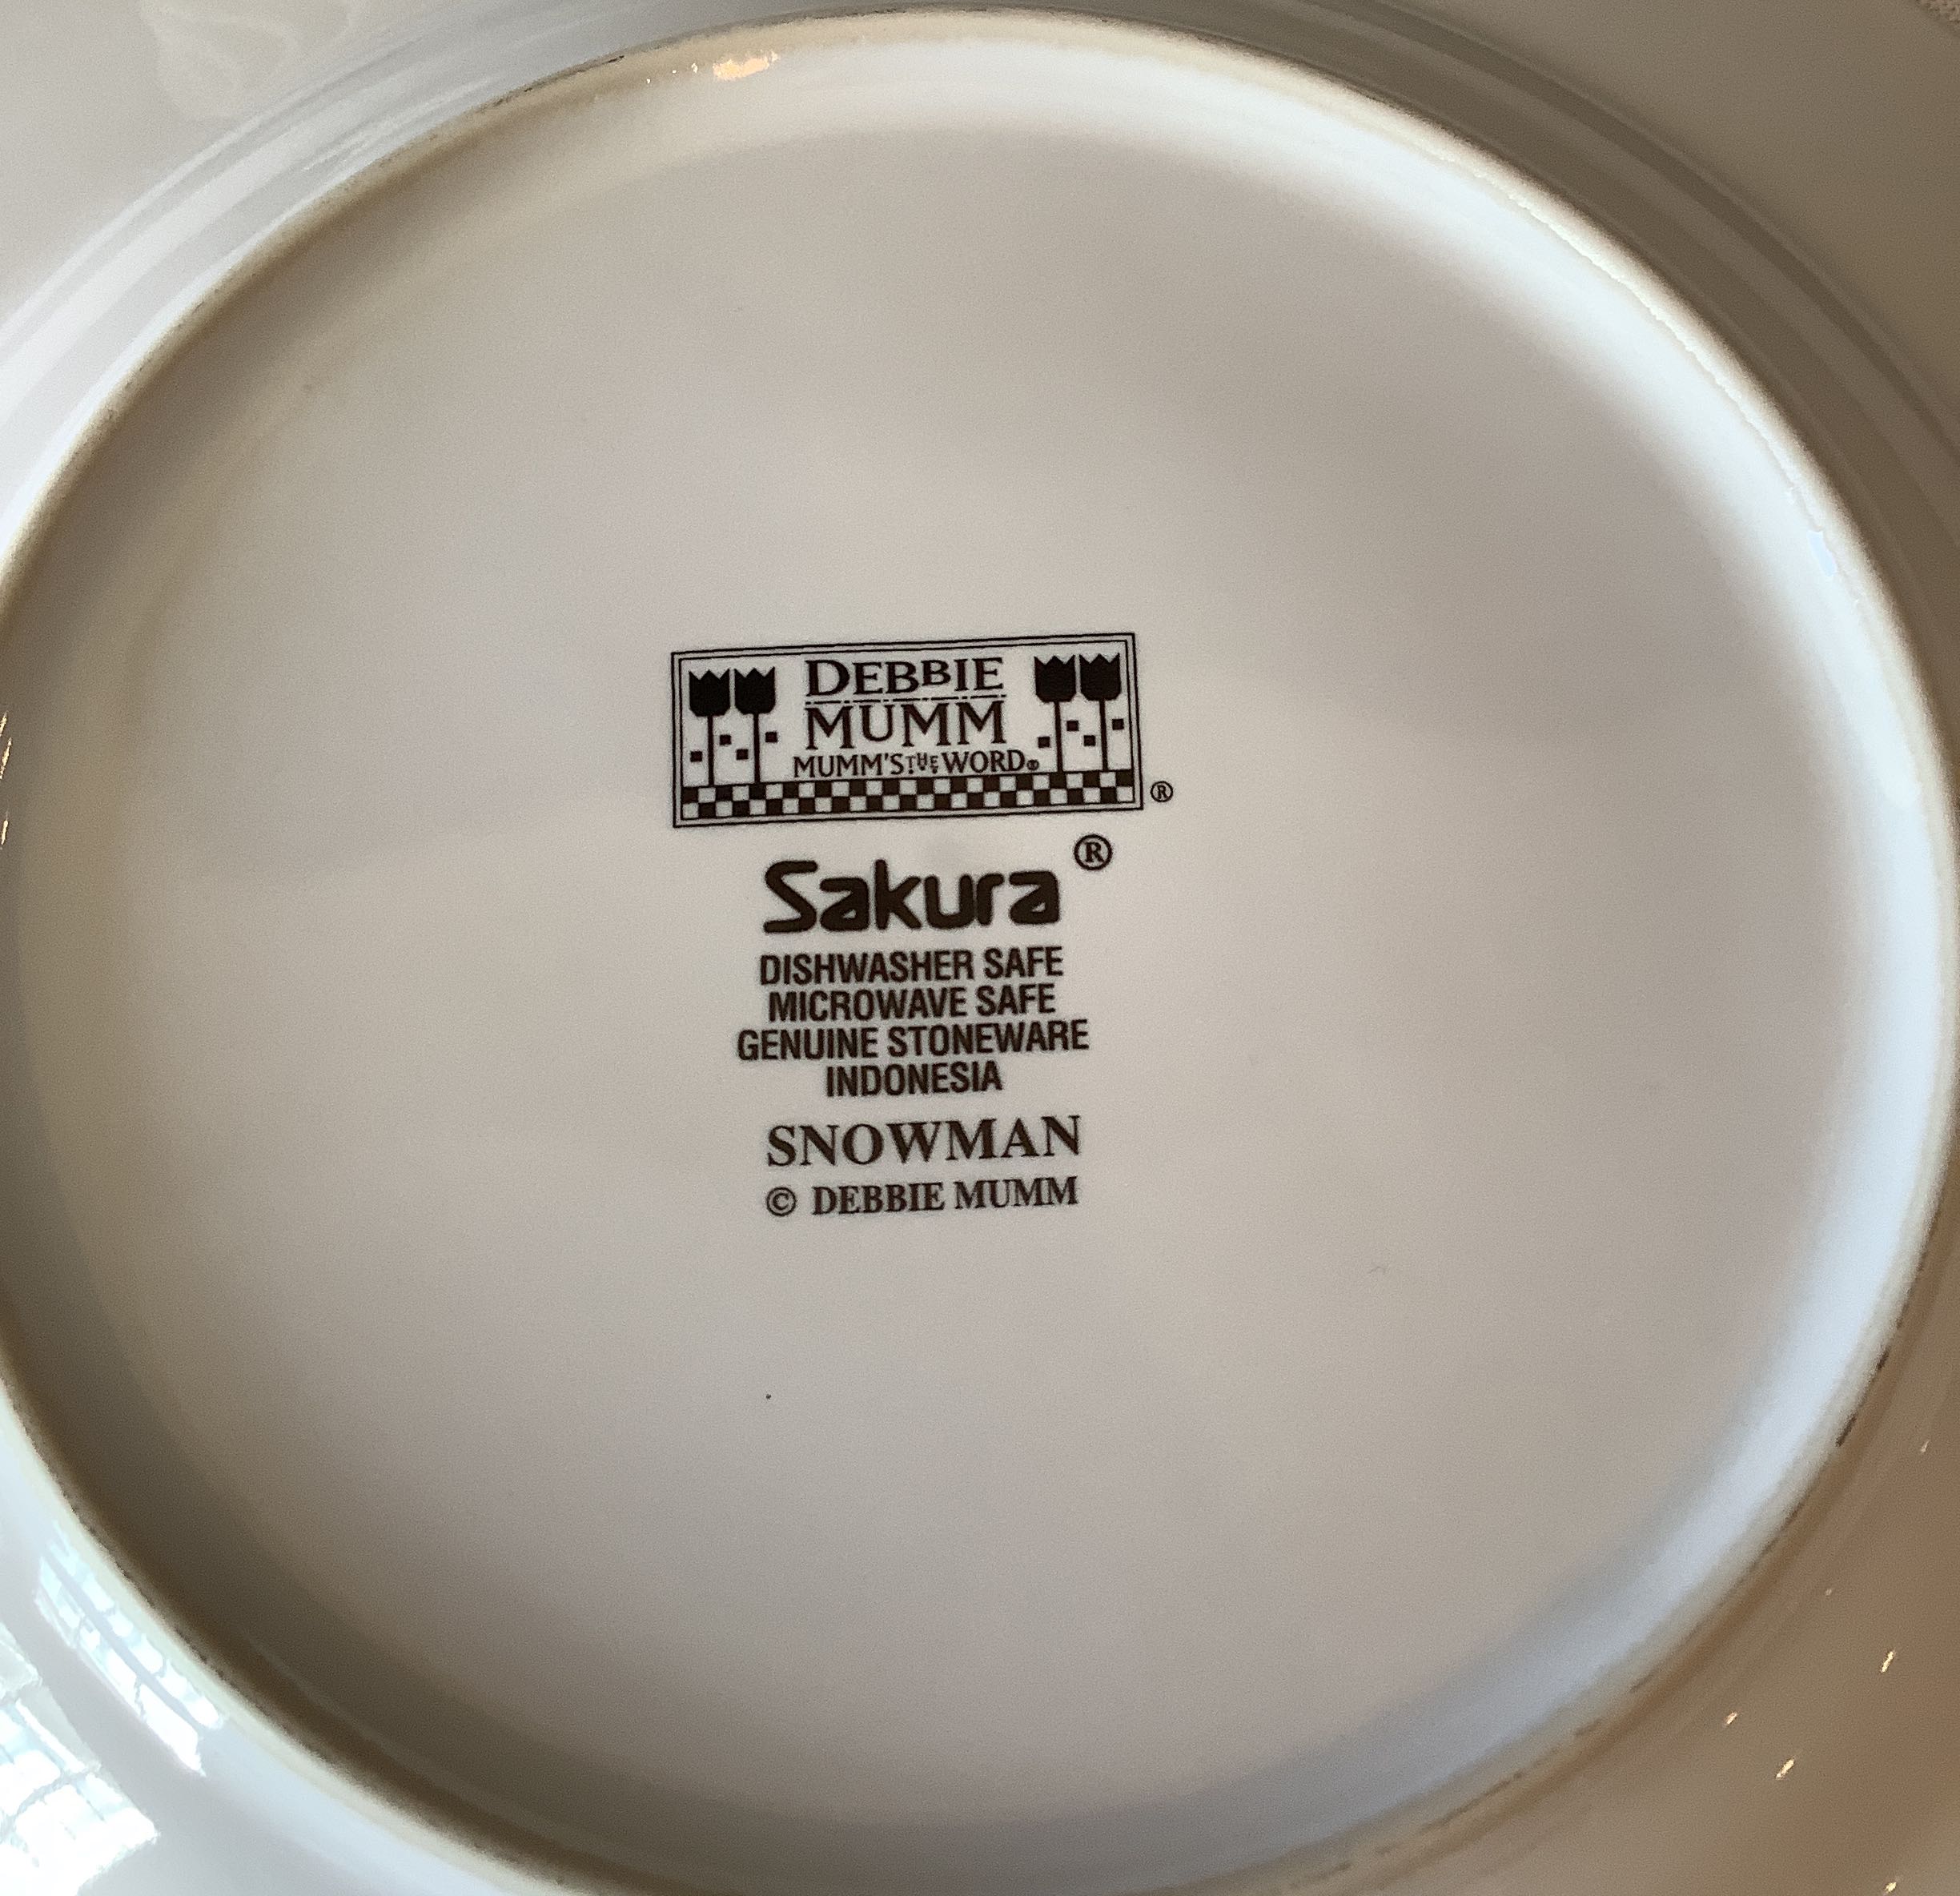 DEBBIE
MUMM
MUMM'S THE WORD®
®
Sakura®
DISHWASHER SAFE
MICROWAVE SAFE
GENUINE STONEWARE
INDONESIA
SNOWMAN
© DEBBIE MUMM